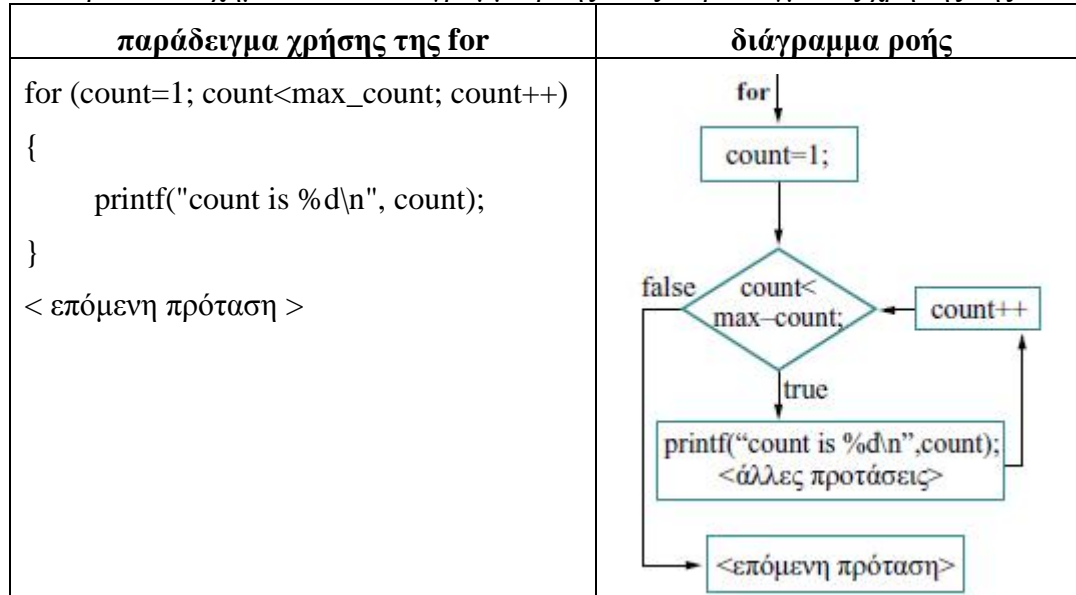 παράδειγμα χρήσης της for
διάγραμμα ροής
for (count=1; count<max_count; count++)
{
printf("count is %d\n", count);
}
< επόμενη πρόταση >
for
count=1;
false
count<
max–count;
count++
true
printf(“count is %d\n”,count);
<άλλες προτάσεις>
<επόμενη πρόταση>